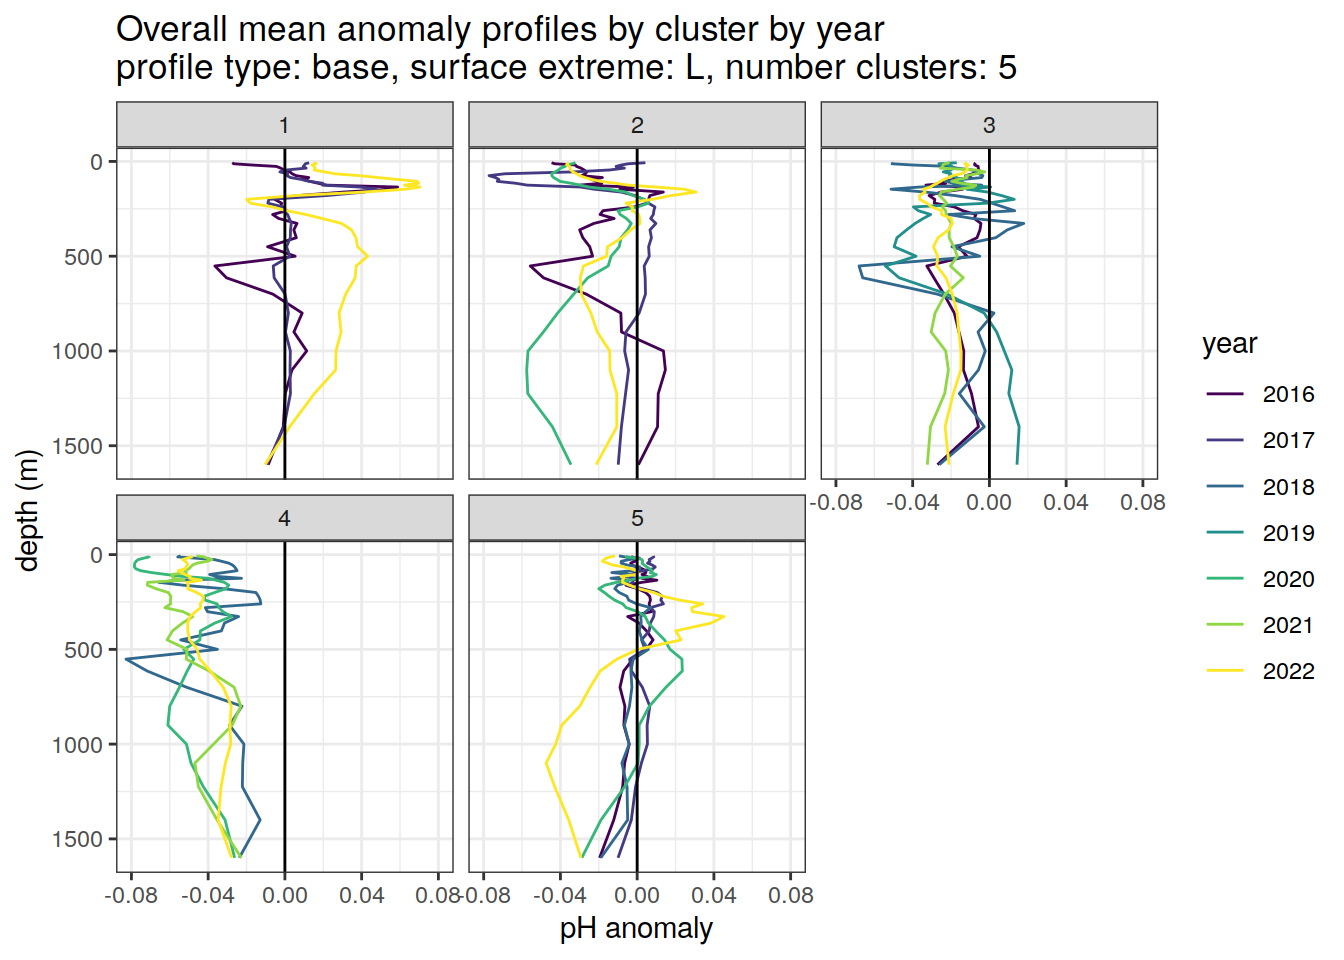 Overall mean anomaly profiles by cluster by year
profile type: base, surface extreme: L, number clusters: 5
1
2
3
0
500
1000
1500
-0.08 -0.04 0.00 0.04 0.08
4
5
0
500
1000
1500
-0.08 -0.04 0.00 0.04 0.08
-0.08 -0.04 0.00 0.04 0.08
pH anomaly
depth (m)
year
2016
2017
2018
2019
2020
2021
2022